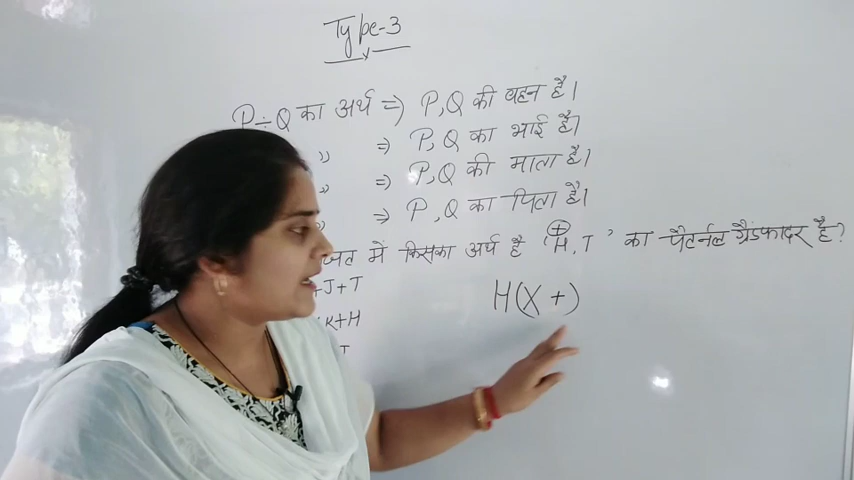 Type-3
P÷Q का अर्थ => P,Q की बहन है।
" => P,Q का भाई है।
" => P,Q की माता है।
" => P,Q का पिता है।
में किसका अर्थ है 'H,T' का पैटर्नल ग्रैंडफादर है?
+
+J+T
H(X +)
K+H
T